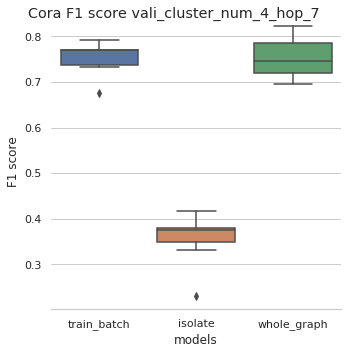 Cora F1 score vali_cluster_num_4_hop_7
0.8
0.7
0.6
0.5
0.4
0.3
F1 score
train_batch isolate whole_graph
models